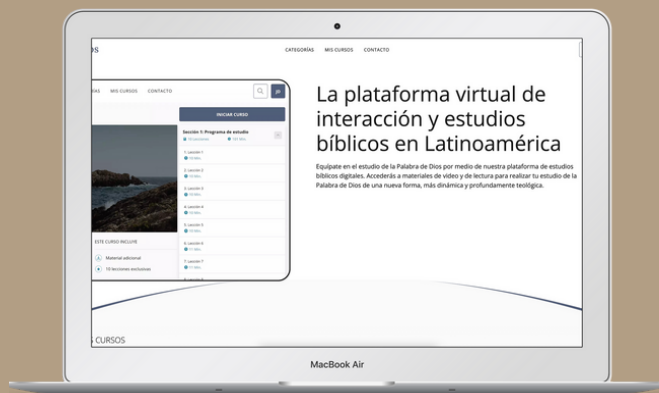 OS
CATEGORÍAS MIS CURSOS CONTACTO
ÍAS MIS CURSOS CONTACTO
INICIAR CURSO
Sección 1: Programa de estudio
1. Lección 1
2. Lección 2
3. Lección 3
4. Lección 4
5. Lección 5
6. Lección 6
7. Lección 7
ESTE CURSO INCLUYE
Material adicional
18 lecciones exclusivas
La plataforma virtual de
interacción y estudios
bíblicos en Latinoamérica
Equípate en el estudio de la Palabra de Dios por medio de nuestra plataforma de estudios
bíblicos digitales. Accederás a materiales de video y de lectura para realizar tu estudio de la
Palabra de Dios de una nueva forma, más dinámica y profundamente teológica.
CURSOS
MacBook Air